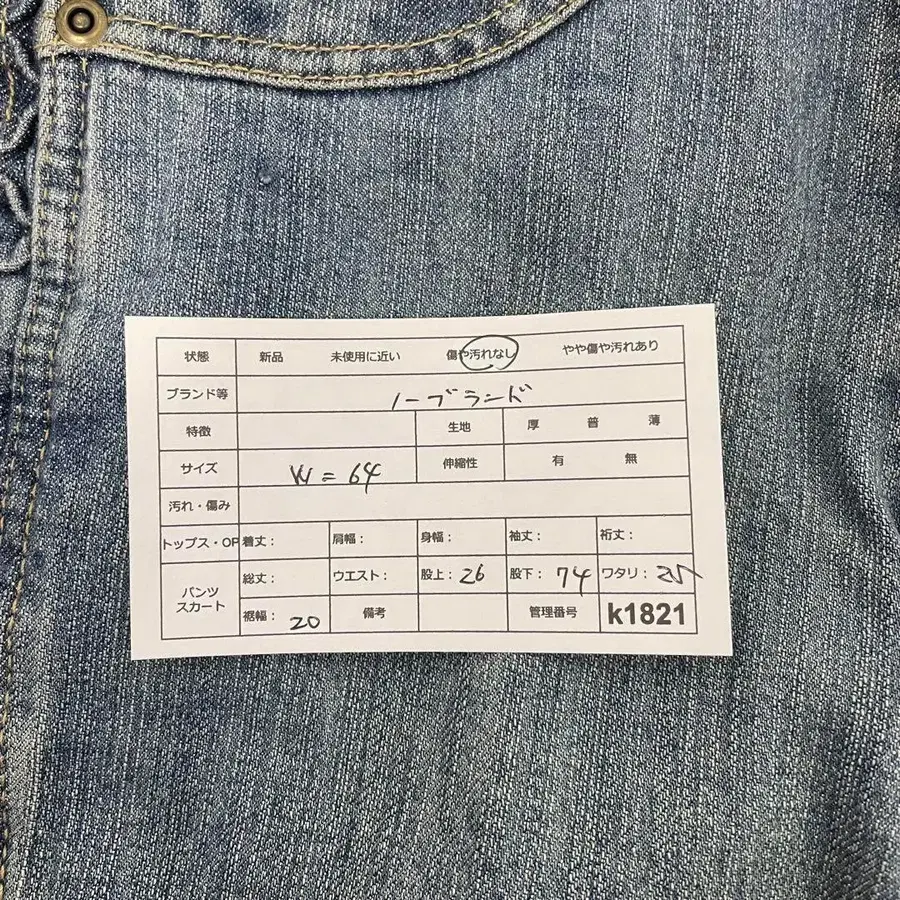 状態 新品 未使用に近い 傷や汚れなし やや傷や汚れあり
ブランド等 ノーブランド
特徴 生地 厚 普 薄
サイズ W=64 伸縮性 有 無
汚れ・傷み
トップス・OP 着丈: 肩幅: 身幅: 袖丈: 裄丈:
パンツ スカート 総丈: ウエスト: 股上: 26 股下: 74 ワタリ: 25
裾幅: 20 備考 管理番号 k1821